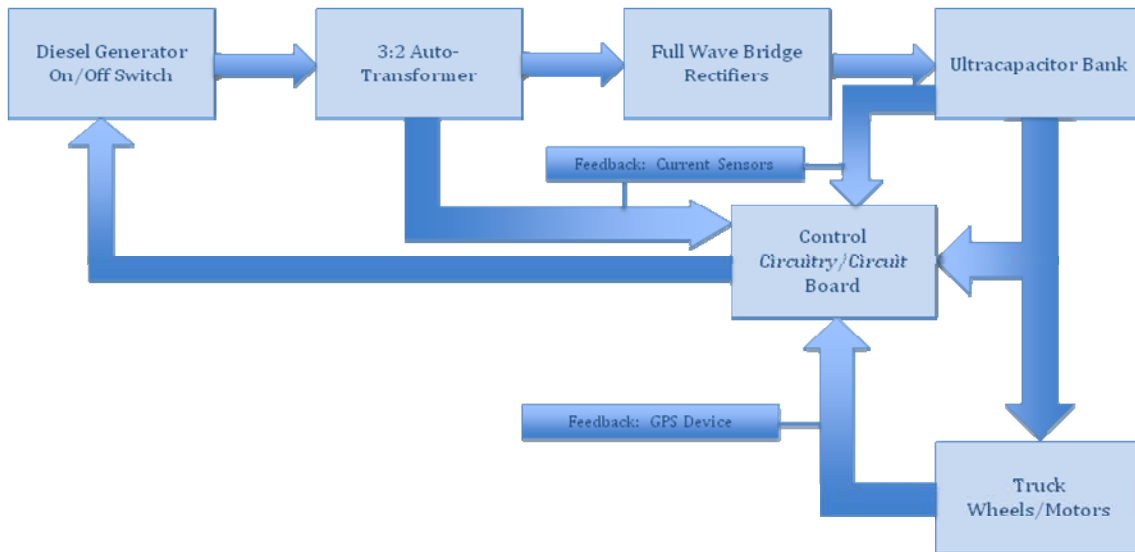 Diesel Generator
On/Off Switch
3:2 Auto-
Transformer
Full Wave Bridge
Rectifiers
Ultracapacitor Bank
Feedback: Current Sensors
Control
Circuitry/Circuit
Board
Feedback: GPS Device
Truck
Wheels/Motors